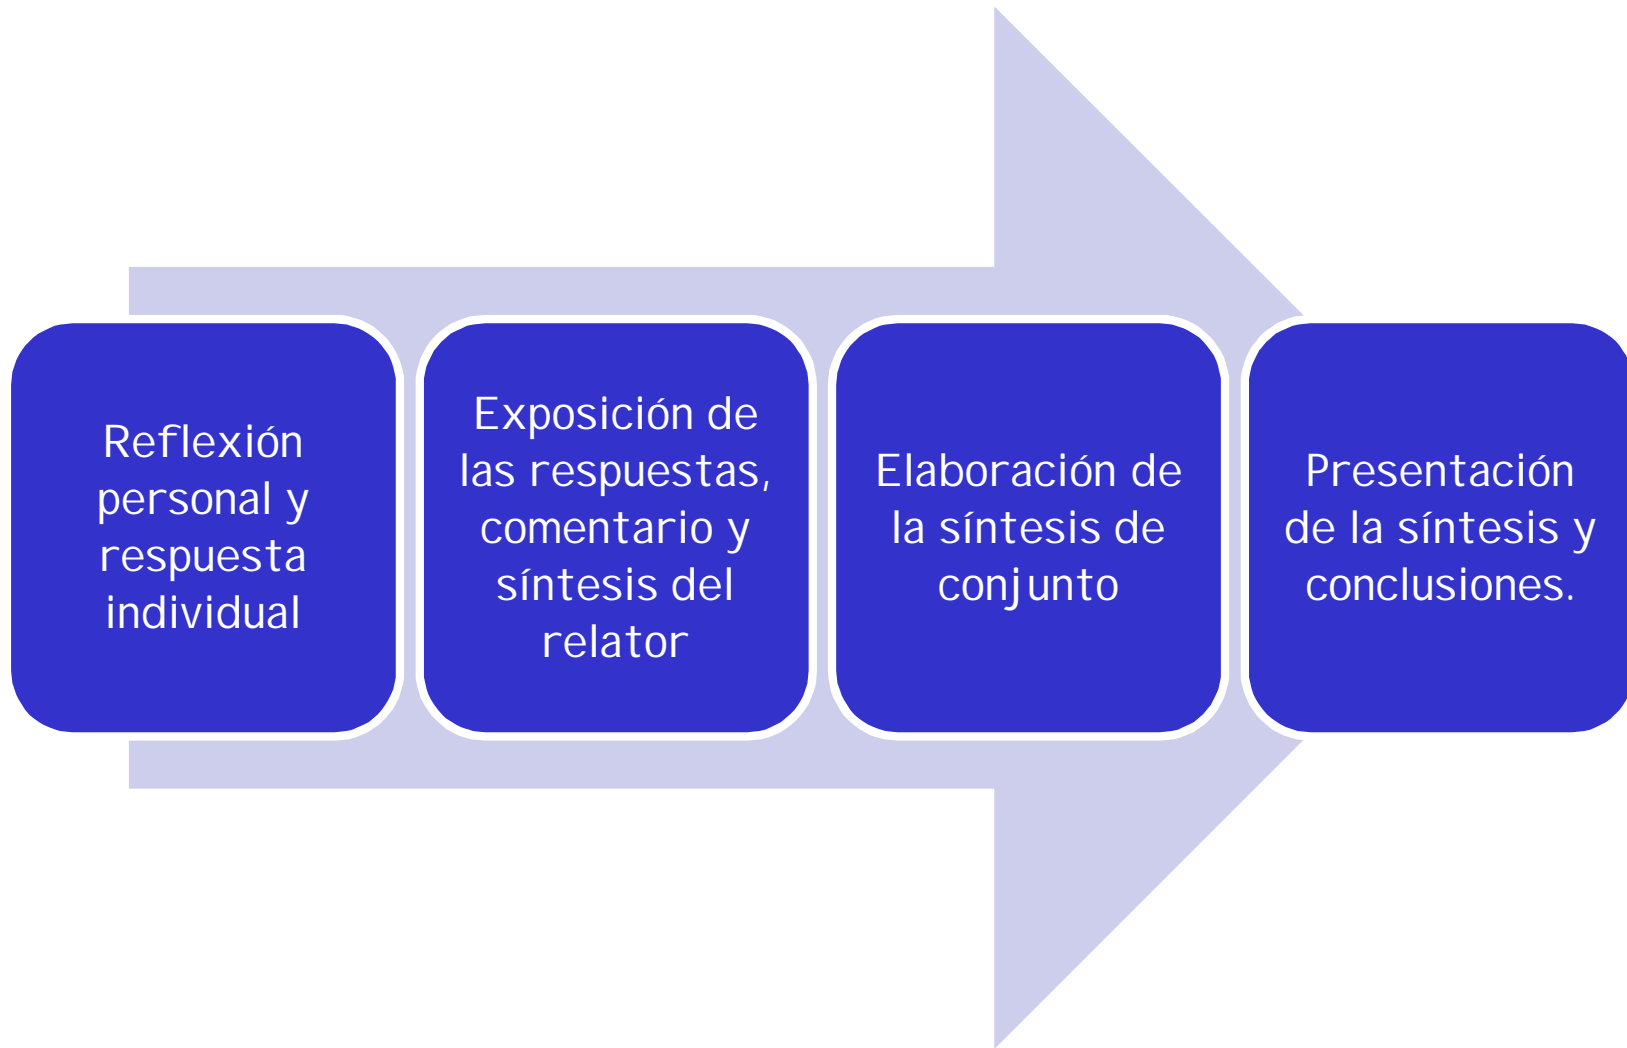 Reflexión
personal y
respuesta
individual
Exposición de
las respuestas,
comentario y
síntesis del
relator
Elaboración de
la síntesis de
conjunto
Presentación
de la síntesis y
conclusiones.